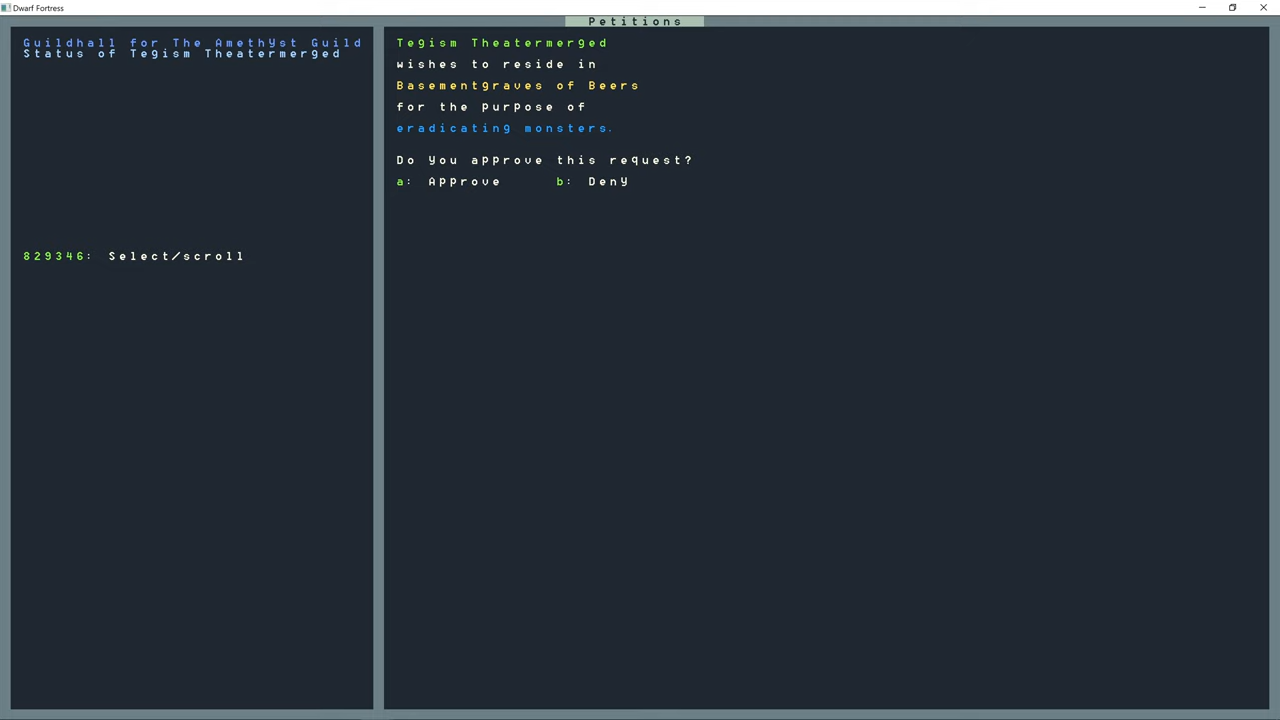 Dwarf Fortress
Petitions
Guildhall for The Amethyst Guild
Status of Tegism Theatermerged
829346: Select/scroll
Tegism Theatermerged
wishes to reside in
Basementgraves of Beers
for the purpose of
eradicating monsters.
Do you approve this request?
a: Approve b: Deny